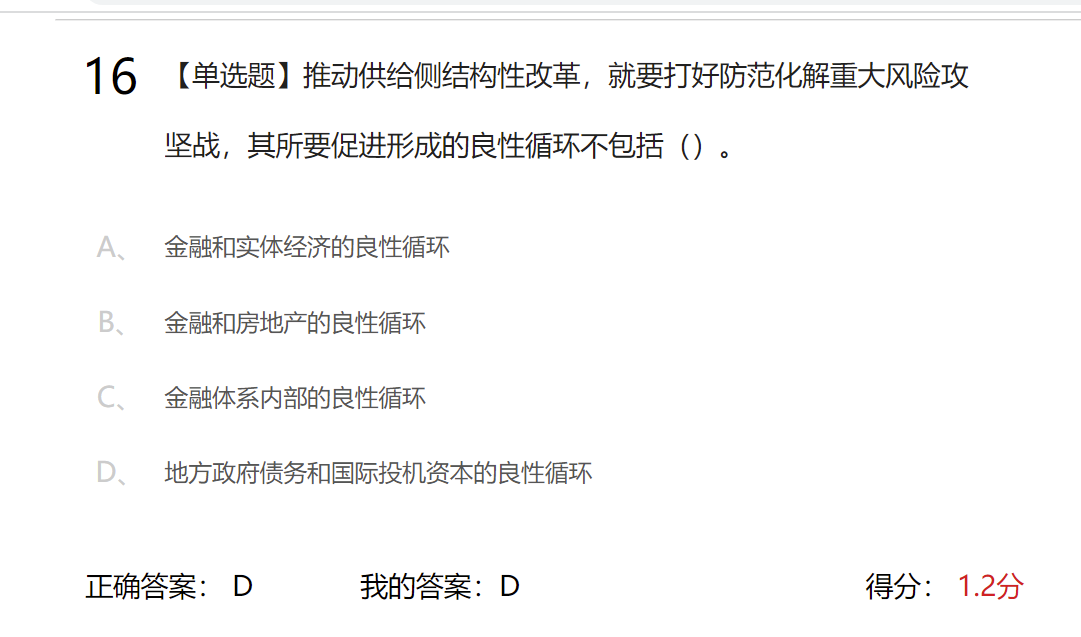 16 【单选题】推动供给侧结构性改革，就要打好防范化解重大风险攻
坚战，其所要促进形成的良性循环不包括（）。
A、 金融和实体经济的良性循环
B、 金融和房地产的良性循环
C、 金融体系内部的良性循环
D、 地方政府债务和国际投机资本的良性循环
正确答案： D 我的答案：D 得分： 1.2分